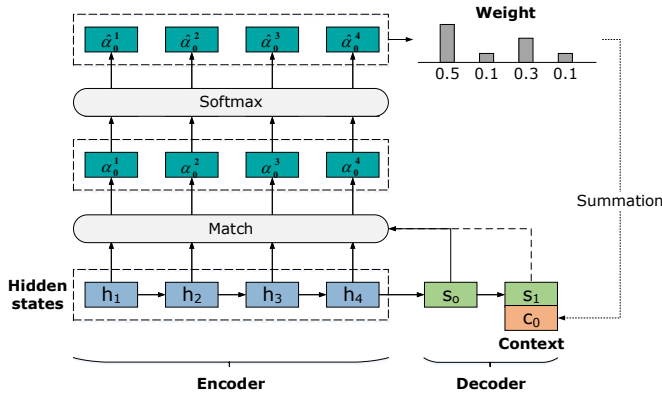 Weight
α̂₀¹ α̂₀² α̂₀³ α̂₀⁴
0.5 0.1 0.3 0.1
Softmax
α₀¹ α₀² α₀³ α₀⁴
Summation
Match
Hidden
states
h₁ h₂ h₃ h₄ sₒ s₁
c₀
Context
Encoder Decoder